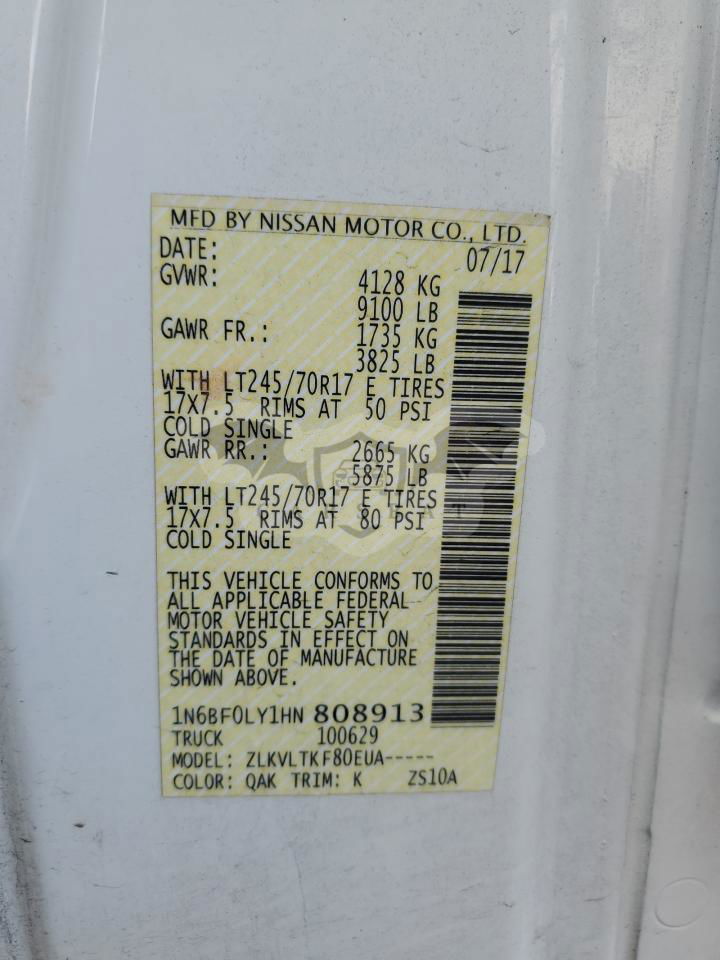 MFD BY NISSAN MOTOR CO., LTD.
DATE: 07/17
GVWR: 4128 KG
9100 LB
GAWR FR.: 1735 KG
3825 LB
WITH LT245/70R17 E TIRES
17X7.5 RIMS AT 50 PSI
COLD SINGLE
GAWR RR.: 2665 KG
5875 LB
WITH LT245/70R17 E TIRES
17X7.5 RIMS AT 80 PSI
COLD SINGLE
THIS VEHICLE CONFORMS TO
ALL APPLICABLE FEDERAL
MOTOR VEHICLE SAFETY
STANDARDS IN EFFECT ON
THE DATE OF MANUFACTURE
SHOWN ABOVE.
1N6BF0LY1HN 808913
TRUCK 100629
MODEL: ZLKVLTKF80EUA-----
COLOR: QAK TRIM: K ZS10A